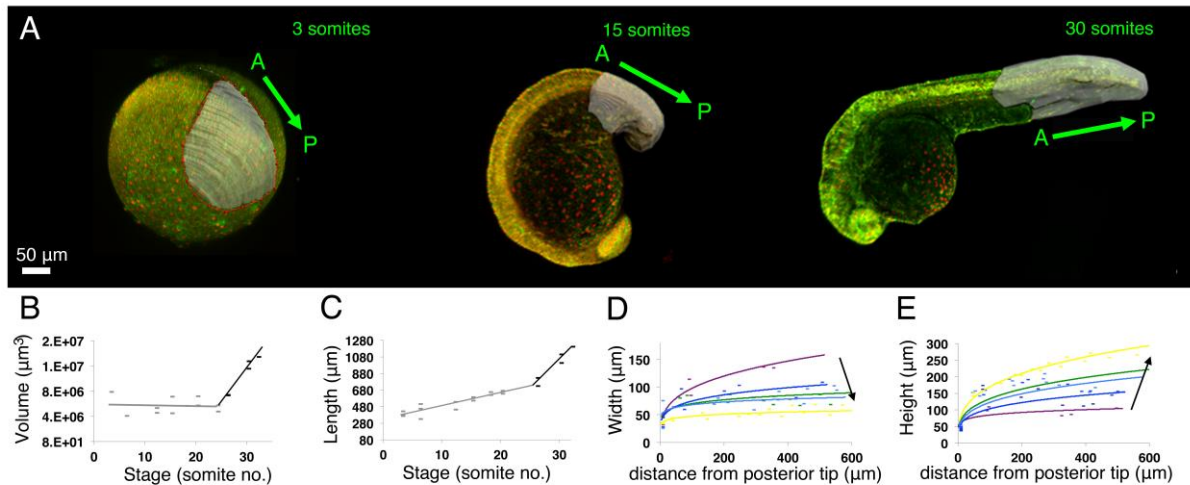 A
3 somites
15 somites
30 somites
A
P
A
P
A
P
50 µm
B
C
D
E
Volume (µm³)
2.E+07
1.E+07
8.E+06
4.E+06
8.E+01
0 10 20 30
Stage (somite no.)
Length (µm)
1280
1080
880
680
480
280
80
0 10 20 30
Stage (somite no.)
Width (µm)
150
100
50
0
0 200 400 600
distance from posterior tip (µm)
Height (µm)
300
250
200
150
100
50
0
0 200 400 600
distance from posterior tip (µm)